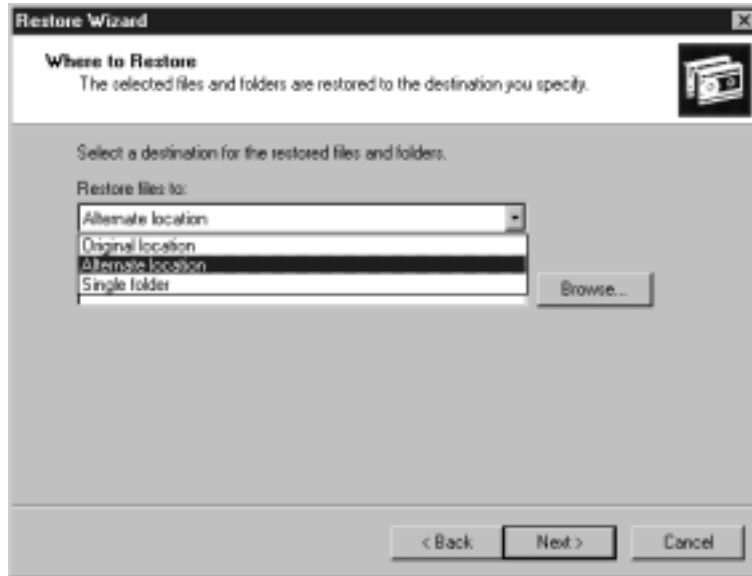 Restore Wizard
Where to Restore
The selected files and folders are restored to the destination you specify.
Select a destination for the restored files and folders.
Restore files to:
Alternate location
Original location
Alternate location
Single folder
Browse...
< Back
Next >
Cancel